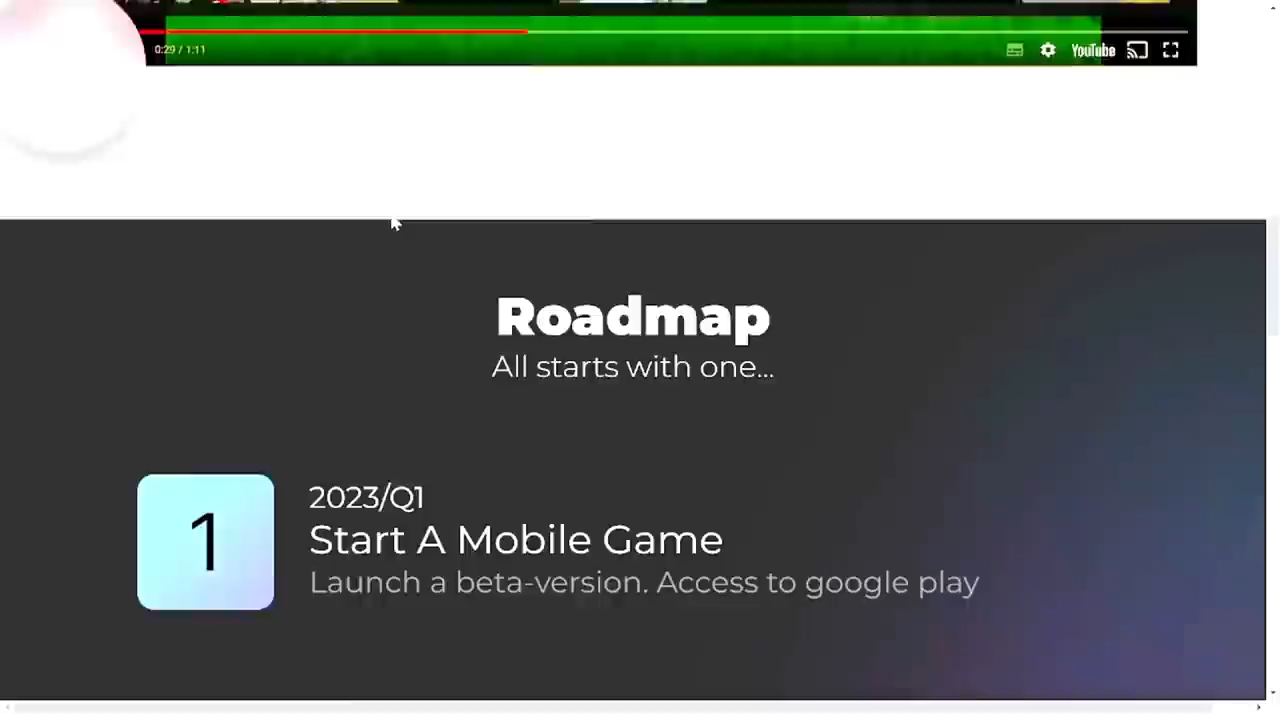 0:29 / 1:11
YouTube
Roadmap
All starts with one...
1
2023/Q1
Start A Mobile Game
Launch a beta-version. Access to google play